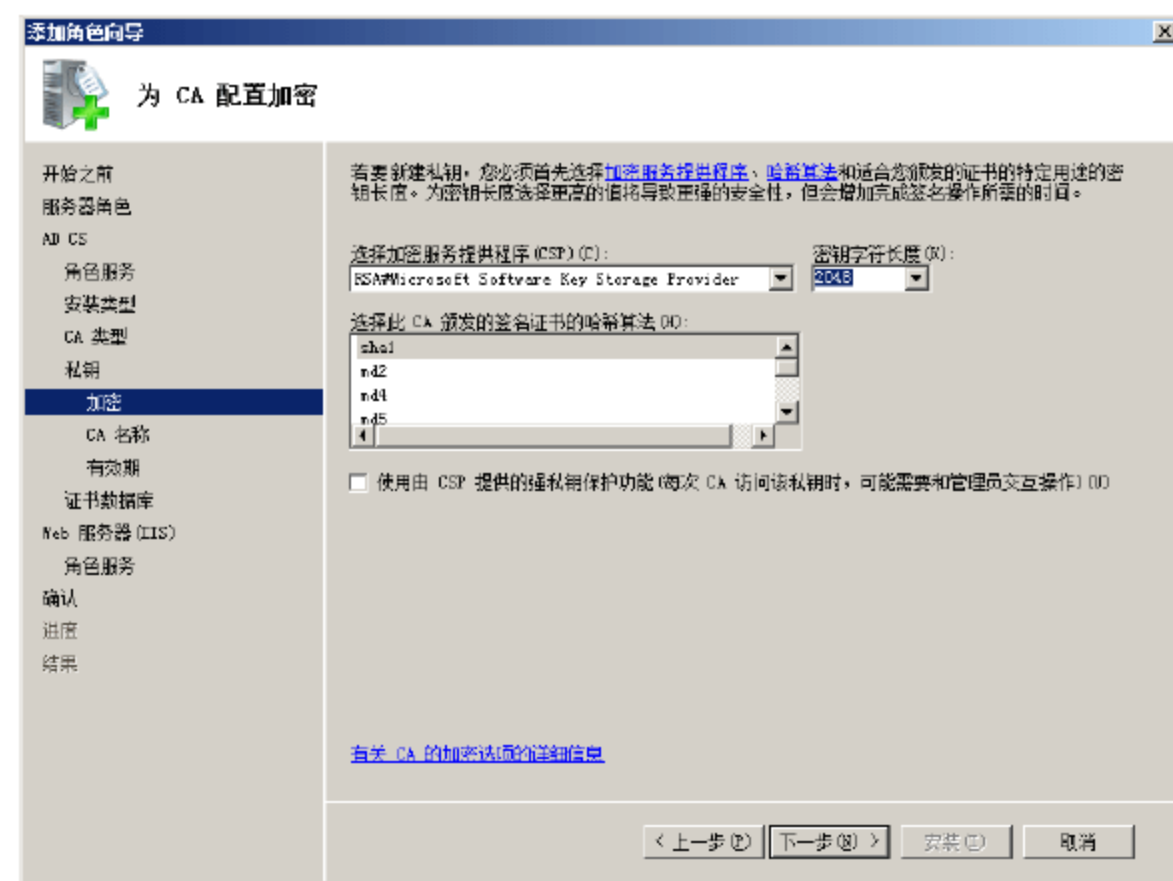 添加角色向导
为 CA 配置加密
开始之前
服务器角色
AD CS
角色服务
安装类型
CA 类型
私钥
加密
CA 名称
有效期
证书数据库
Web 服务器(IIS)
角色服务
确认
进度
结果
若要新建私钥，您必须首先选择加密服务提供程序、哈希算法和适合您颁发的证书的特定用途的密
钥长度。为密钥长度选择更高的值将导致更强的安全性，但会增加完成签名操作所需的时间。
选择加密服务提供程序(CSP)(C):
密钥字符长度(K):
RSA#Microsoft Software Key Storage Provider
2048
选择此 CA 颁发的签名证书的哈希算法(H):
sha1
md2
md4
md5
使用由 CSP 提供的强私钥保护功能(每次 CA 访问该私钥时，可能需要和管理员交互操作)(U)
有关 CA 的加密选项的详细信息
< 上一步(P)
下一步(N) >
安装(I)
取消